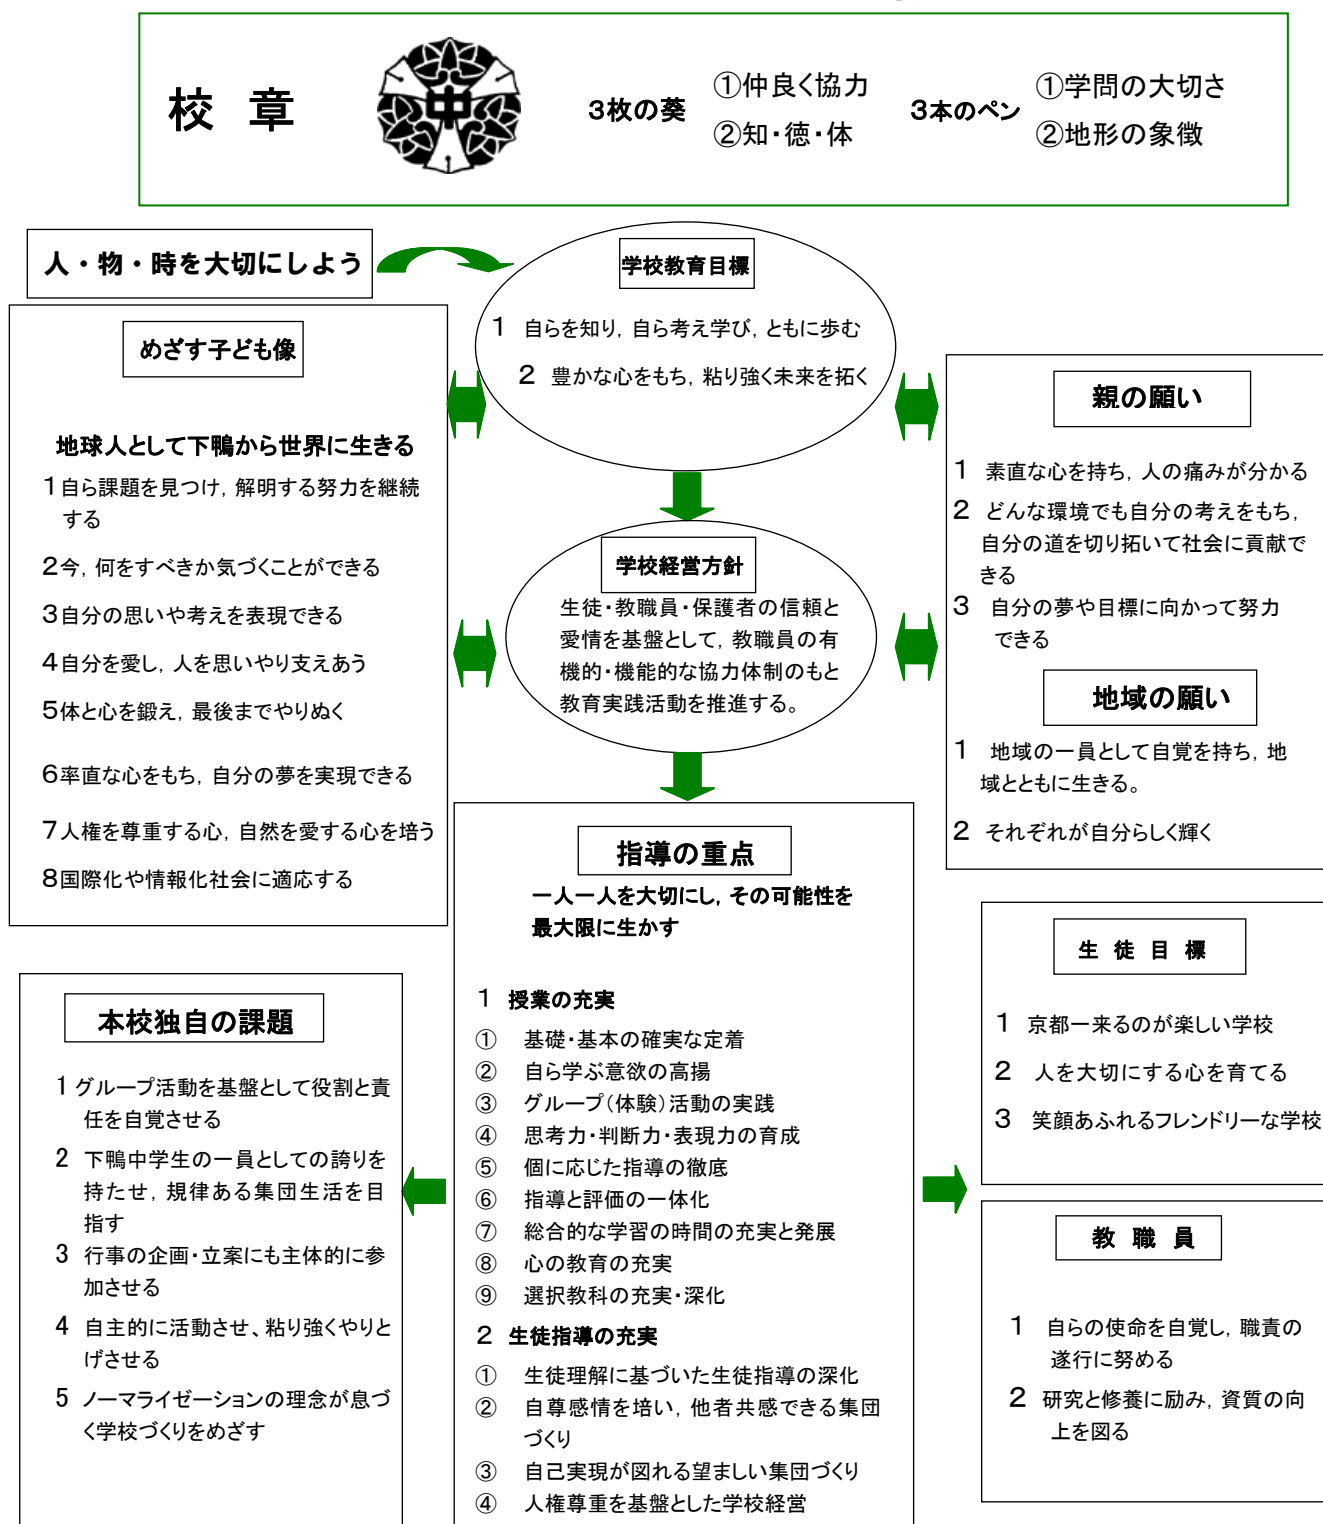 校 章
中
3枚の葵
①仲良く協力
②知・徳・体
3本のペン
①学問の大切さ
②地形の象徴
人・物・時を大切にしよう
学校教育目標
1 自らを知り，自ら考え学び，ともに歩む
2 豊かな心をもち，粘り強く未来を拓く
めざす子ども像
地球人として下鴨から世界に生きる
1自ら課題を見つけ，解明する努力を継続
する
2今，何をすべきか気づくことができる
3自分の思いや考えを表現できる
4自分を愛し，人を思いやり支えあう
5体と心を鍛え，最後までやりぬく
6率直な心をもち，自分の夢を実現できる
7人権を尊重する心，自然を愛する心を培う
8国際化や情報化社会に適応する
学校経営方針
生徒・教職員・保護者の信頼と
愛情を基盤として，教職員の有
機的・機能的な協力体制のもと
教育実践活動を推進する。
親の願い
1 素直な心を持ち，人の痛みが分かる
2 どんな環境でも自分の考えをもち，
自分の道を切り拓いて社会に貢献で
きる
3 自分の夢や目標に向かって努力
できる
地域の願い
1 地域の一員として自覚を持ち，地
域とともに生きる。
2 それぞれが自分らしく輝く
指導の重点
一人一人を大切にし，その可能性を
最大限に生かす
1 授業の充実
① 基礎・基本の確実な定着
② 自ら学ぶ意欲の高揚
③ グループ（体験）活動の実践
④ 思考力・判断力・表現力の育成
⑤ 個に応じた指導の徹底
⑥ 指導と評価の一体化
⑦ 総合的な学習の時間の充実と発展
⑧ 心の教育の充実
⑨ 選択教科の充実・深化
2 生徒指導の充実
① 生徒理解に基づいた生徒指導の深化
② 自尊感情を培い，他者共感できる集団
づくり
③ 自己実現が図れる望ましい集団づくり
④ 人権尊重を基盤とした学校経営
本校独自の課題
1 グループ活動を基盤として役割と責
任を自覚させる
2 下鴨中学生の一員としての誇りを
持たせ，規律ある集団生活を目
指す
3 行事の企画・立案にも主体的に参
加させる
4 自主的に活動させ、粘り強くやりと
げさせる
5 ノーマライゼーションの理念が息づ
く学校づくりをめざす
生 徒 目 標
1 京都一来るのが楽しい学校
2 人を大切にする心を育てる
3 笑顔あふれるフレンドリーな学校
教 職 員
1 自らの使命を自覚し，職責の
遂行に努める
2 研究と修養に励み，資質の向
上を図る